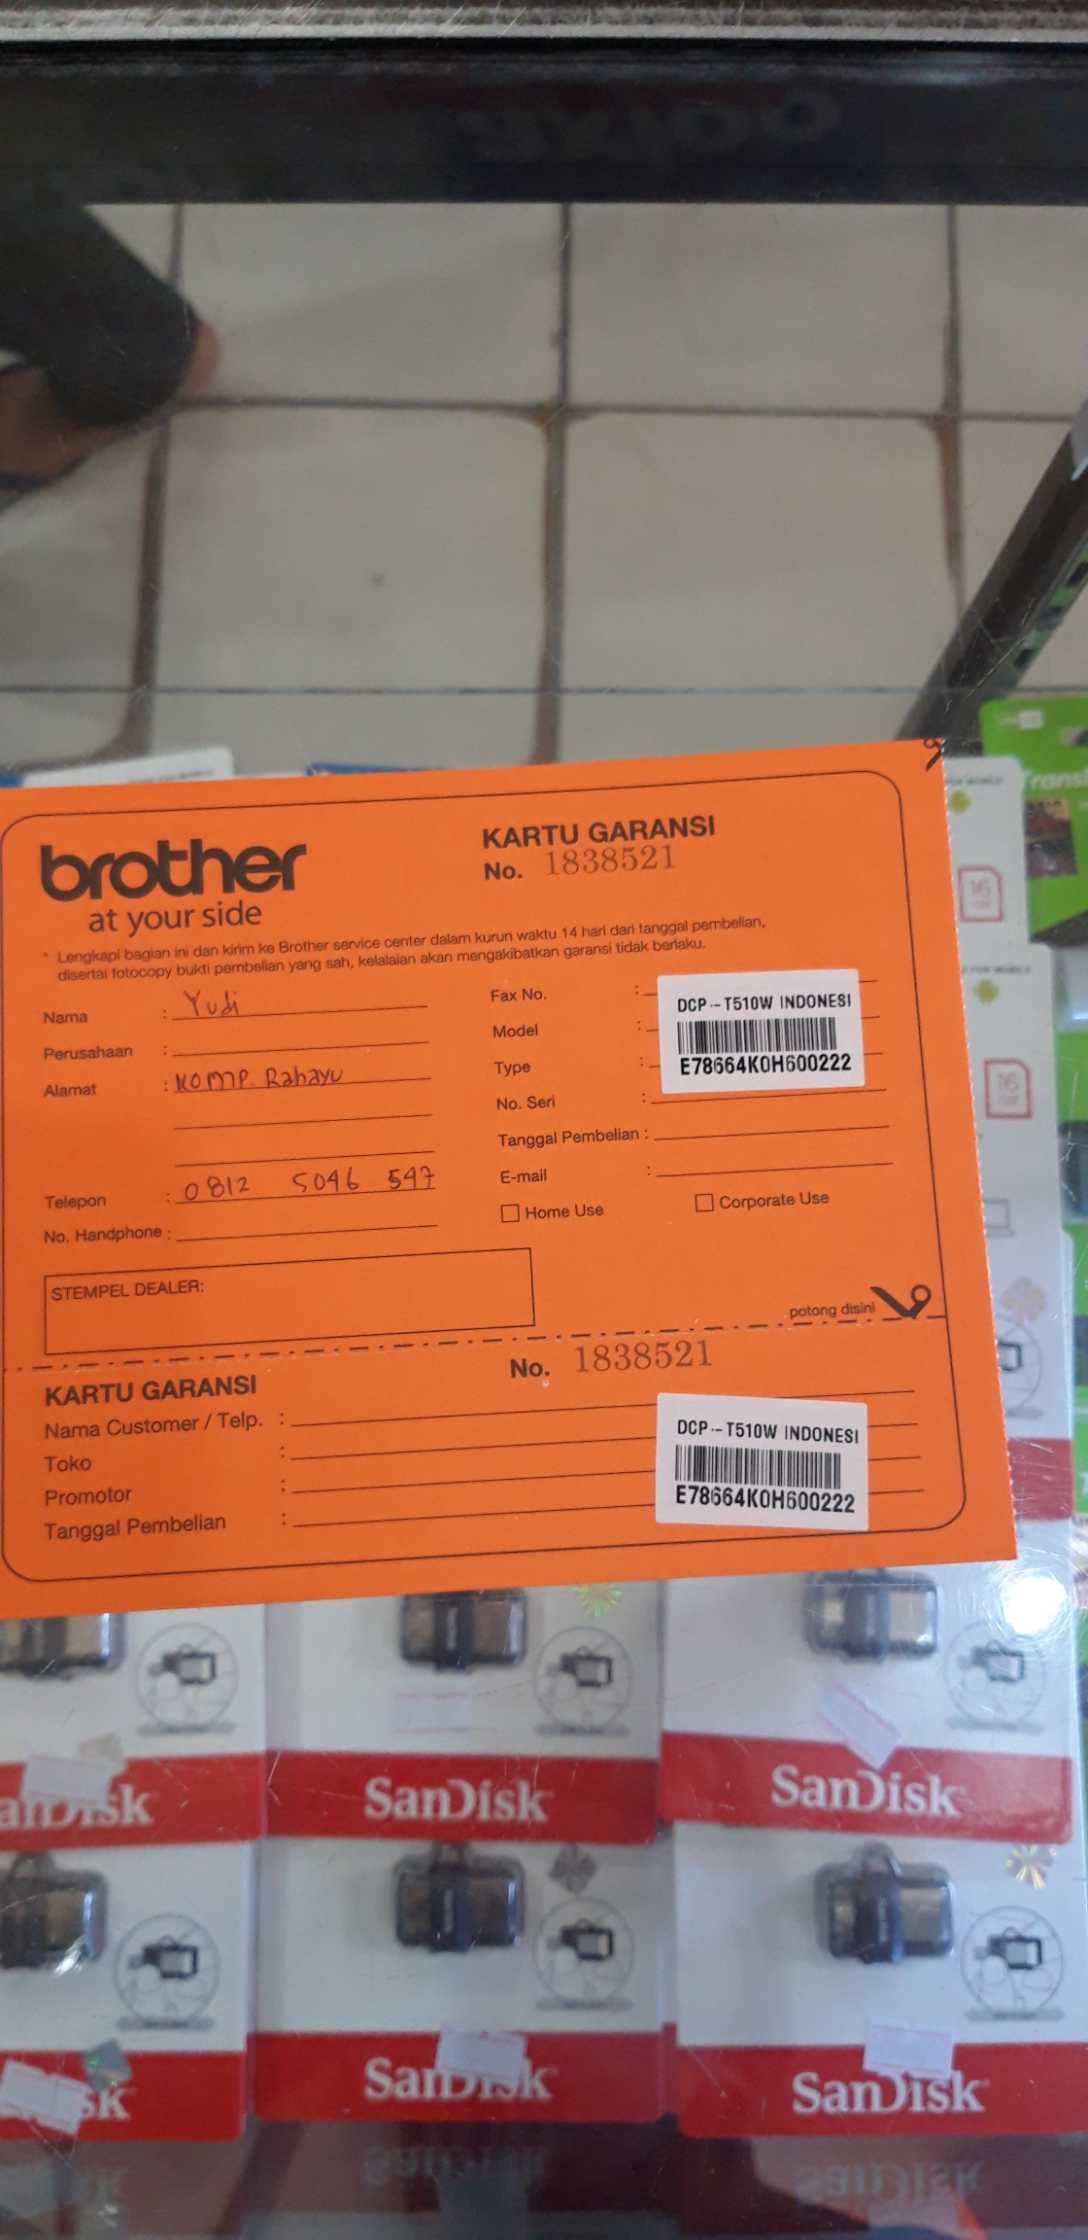 brother
at your side
KARTU GARANSI
No. 1838521
* Lengkapi bagian ini dan kirim ke Brother service center dalam kurun waktu 14 hari dari tanggal pembelian,
disertai fotocopy bukti pembelian yang sah, kelalaian akan mengakibatkan garansi tidak berlaku.
Nama : Yudi
Perusahaan :
Alamat : KOMP. Rahayu
Telepon : 0812 5046 547
No. Handphone :
Fax No. :
Model :
Type :
No. Seri :
Tanggal Pembelian :
E-mail :
DCP-T510W INDONESI
E78664K0H600222
Home Use Corporate Use
STEMPEL DEALER:
potong disini
KARTU GARANSI
No. 1838521
Nama Customer / Telp. :
Toko :
Promotor :
Tanggal Pembelian :
DCP-T510W INDONESI
E78664K0H600222
Trans
16
16
SanDisk
SanDisk
SanDisk
SanDisk
SanDisk